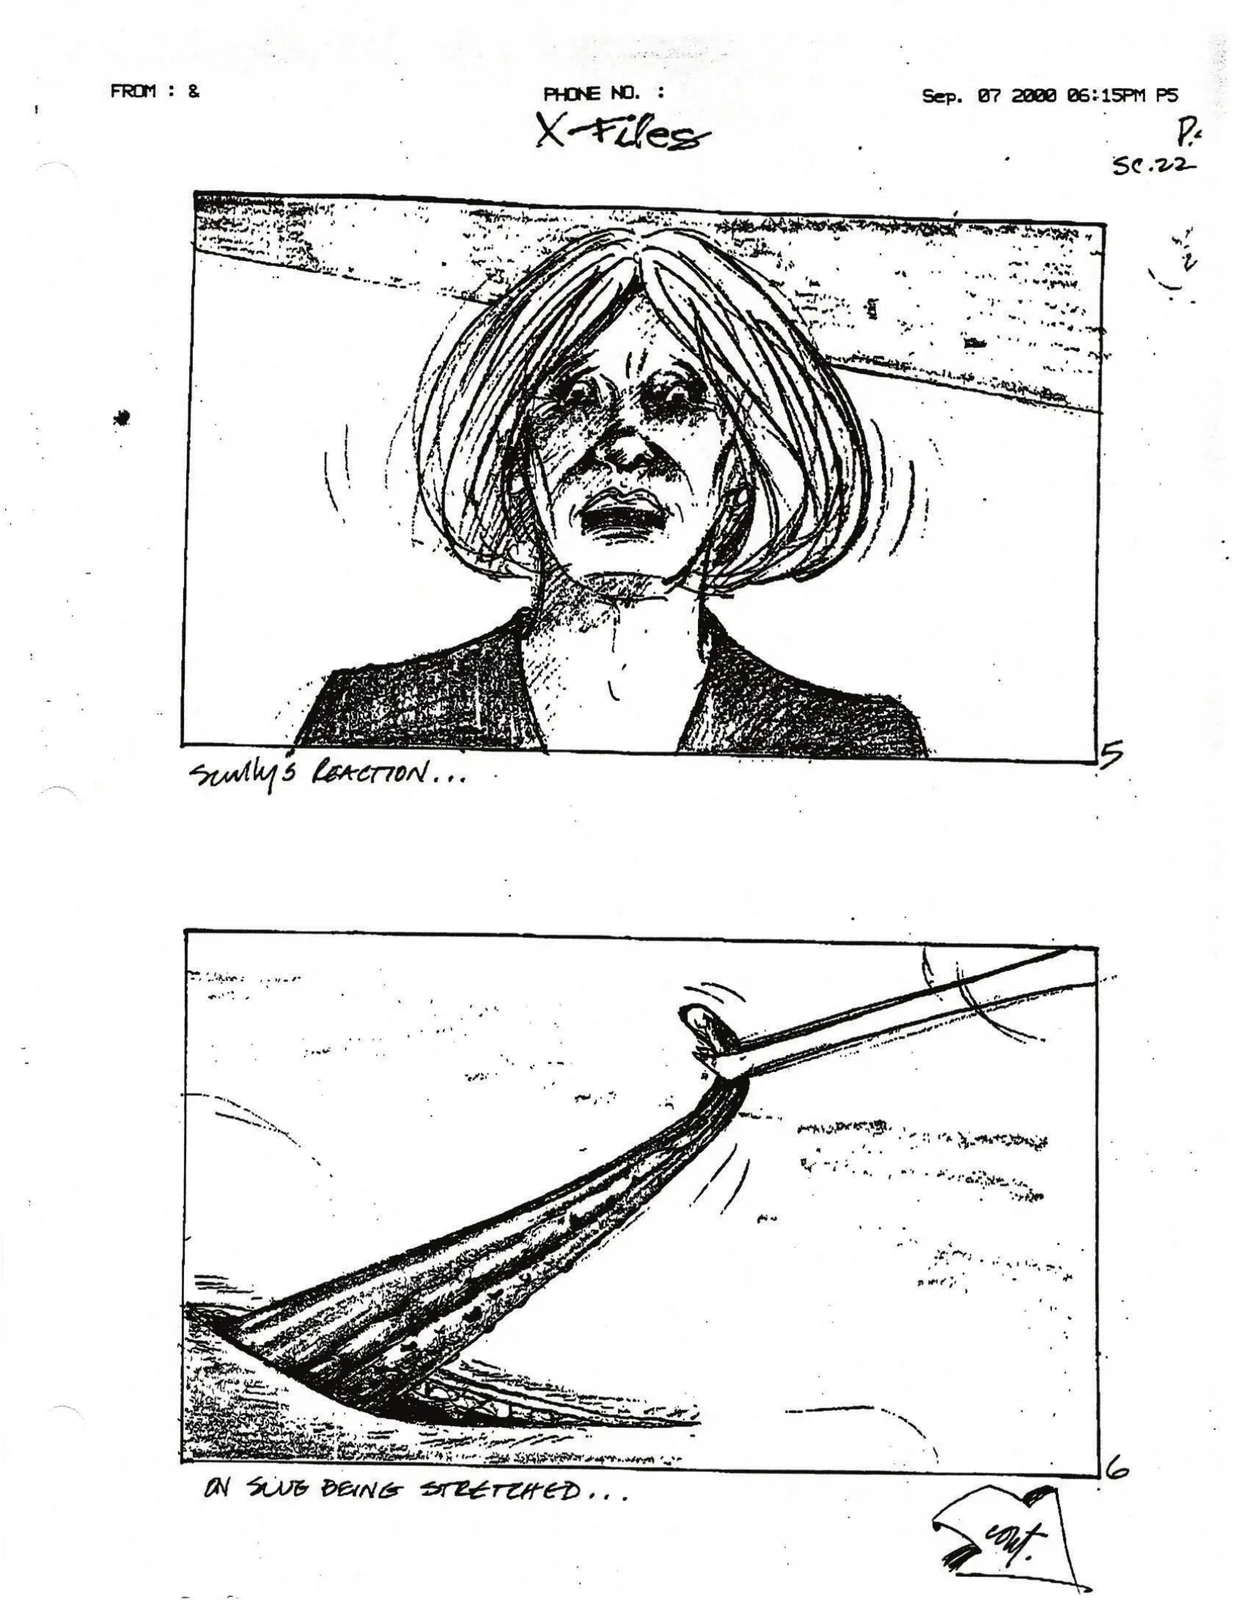 FROM : &
PHONE NO. :
Sep. 07 2000 06:15PM P5
X-Files
P.
SC.22
5
Scully's REACTION...
6
ON SLUG BEING STRETCHED...
CONT.